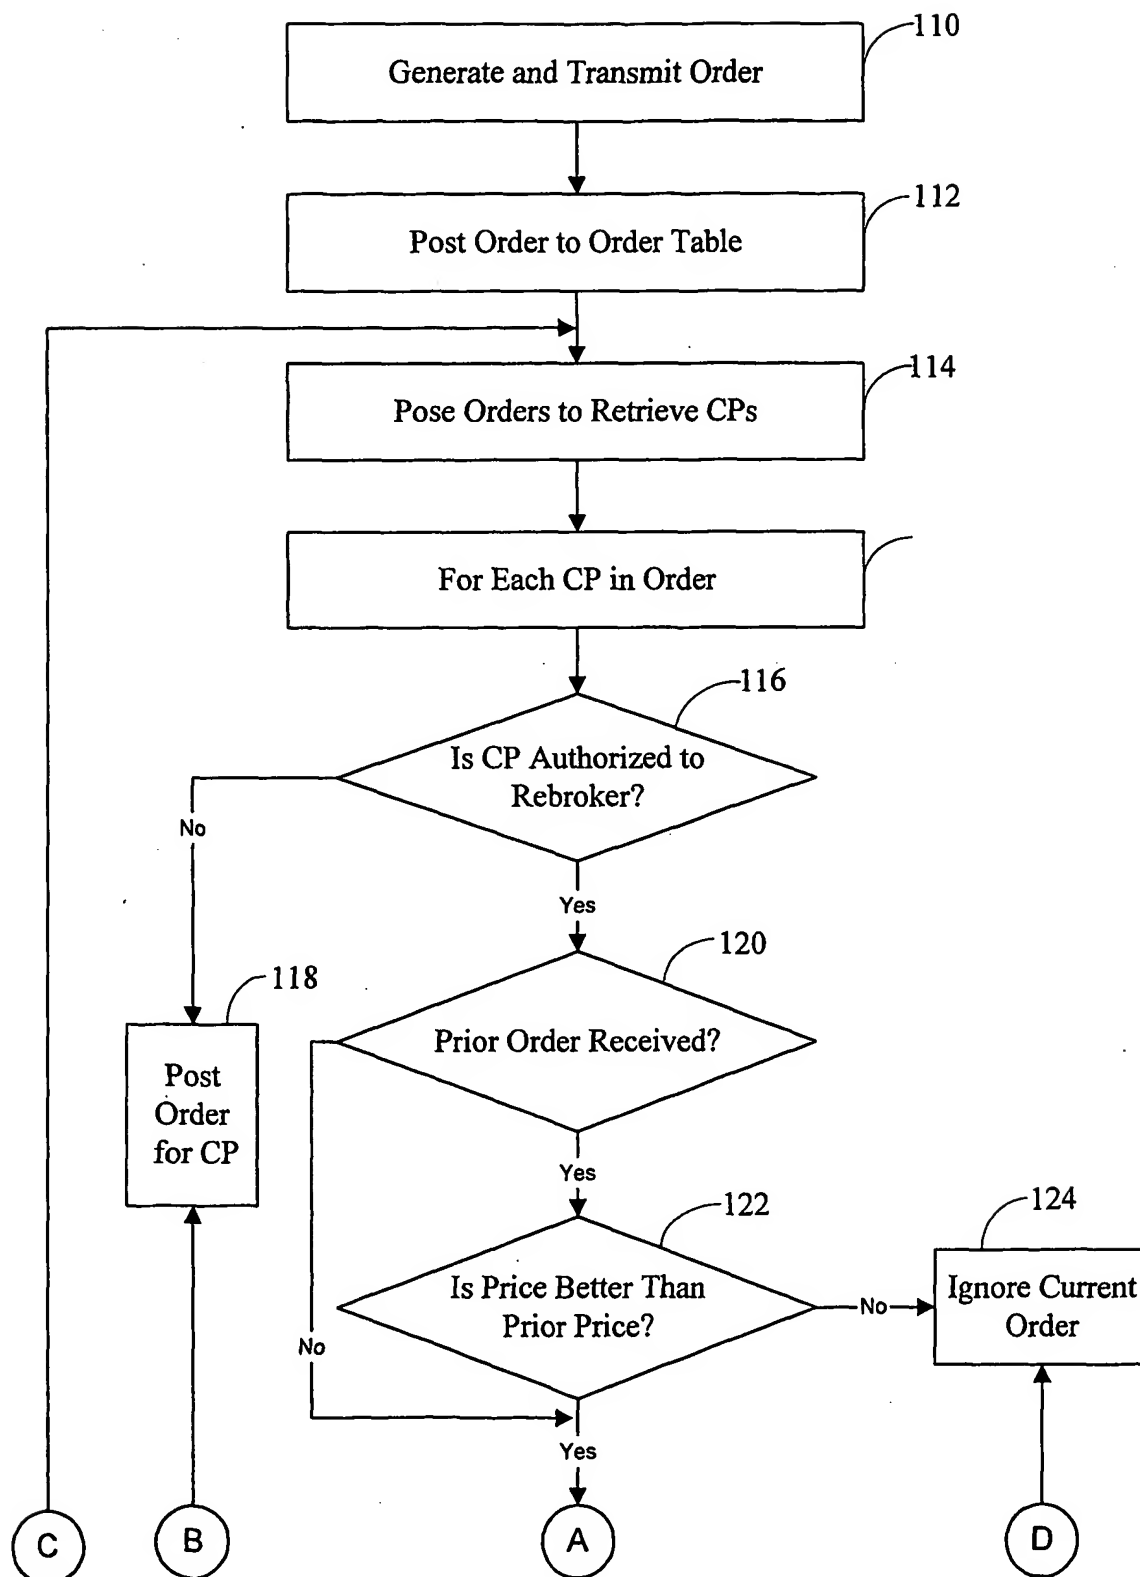 110
Generate and Transmit Order
112
Post Order to Order Table
114
Pose Orders to Retrieve CPs
For Each CP in Order
116
Is CP Authorized to
Rebroker?
No
Yes
120
118
Prior Order Received?
Post
Order
for CP
Yes
122
124
Is Price Better Than
Prior Price?
No
Ignore Current
Order
No
Yes
C
B
A
D